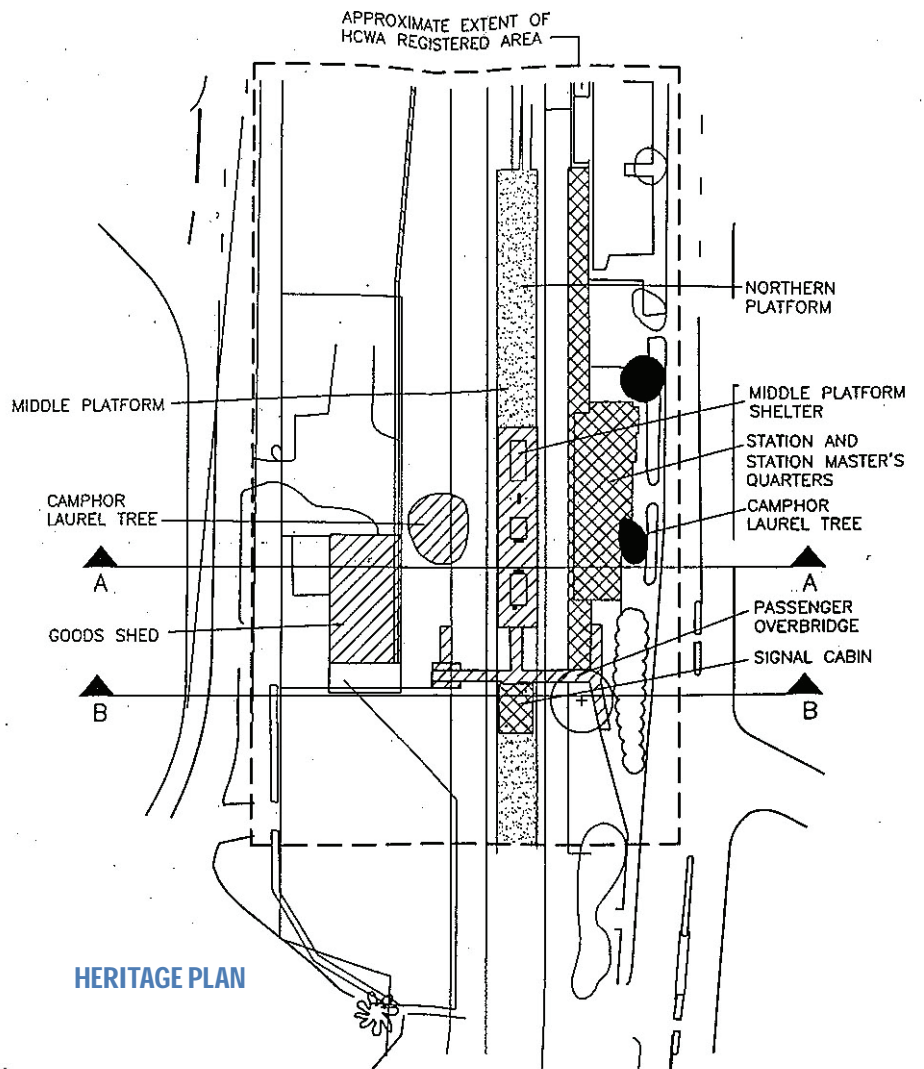 APPROXIMATE EXTENT OF
HCWA REGISTERED AREA
NORTHERN
PLATFORM
MIDDLE PLATFORM
MIDDLE PLATFORM
SHELTER
STATION AND
STATION MASTER'S
QUARTERS
CAMPHOR
LAUREL TREE
CAMPHOR
LAUREL TREE
A
A
GOODS SHED
PASSENGER
OVERBRIDGE
SIGNAL CABIN
B
B
HERITAGE PLAN